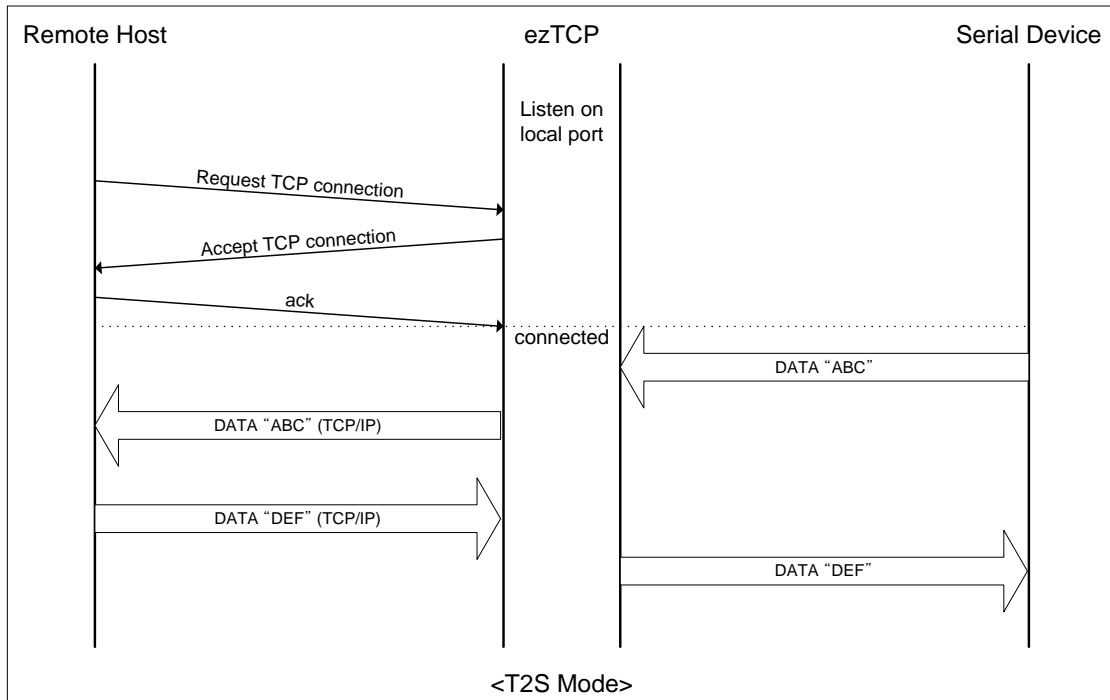 Remote Host
ezTCP
Serial Device
Listen on
local port
Request TCP connection
Accept TCP connection
ack
connected
DATA “ABC”
DATA “ABC” (TCP/IP)
DATA “DEF” (TCP/IP)
DATA “DEF”
<T2S Mode>